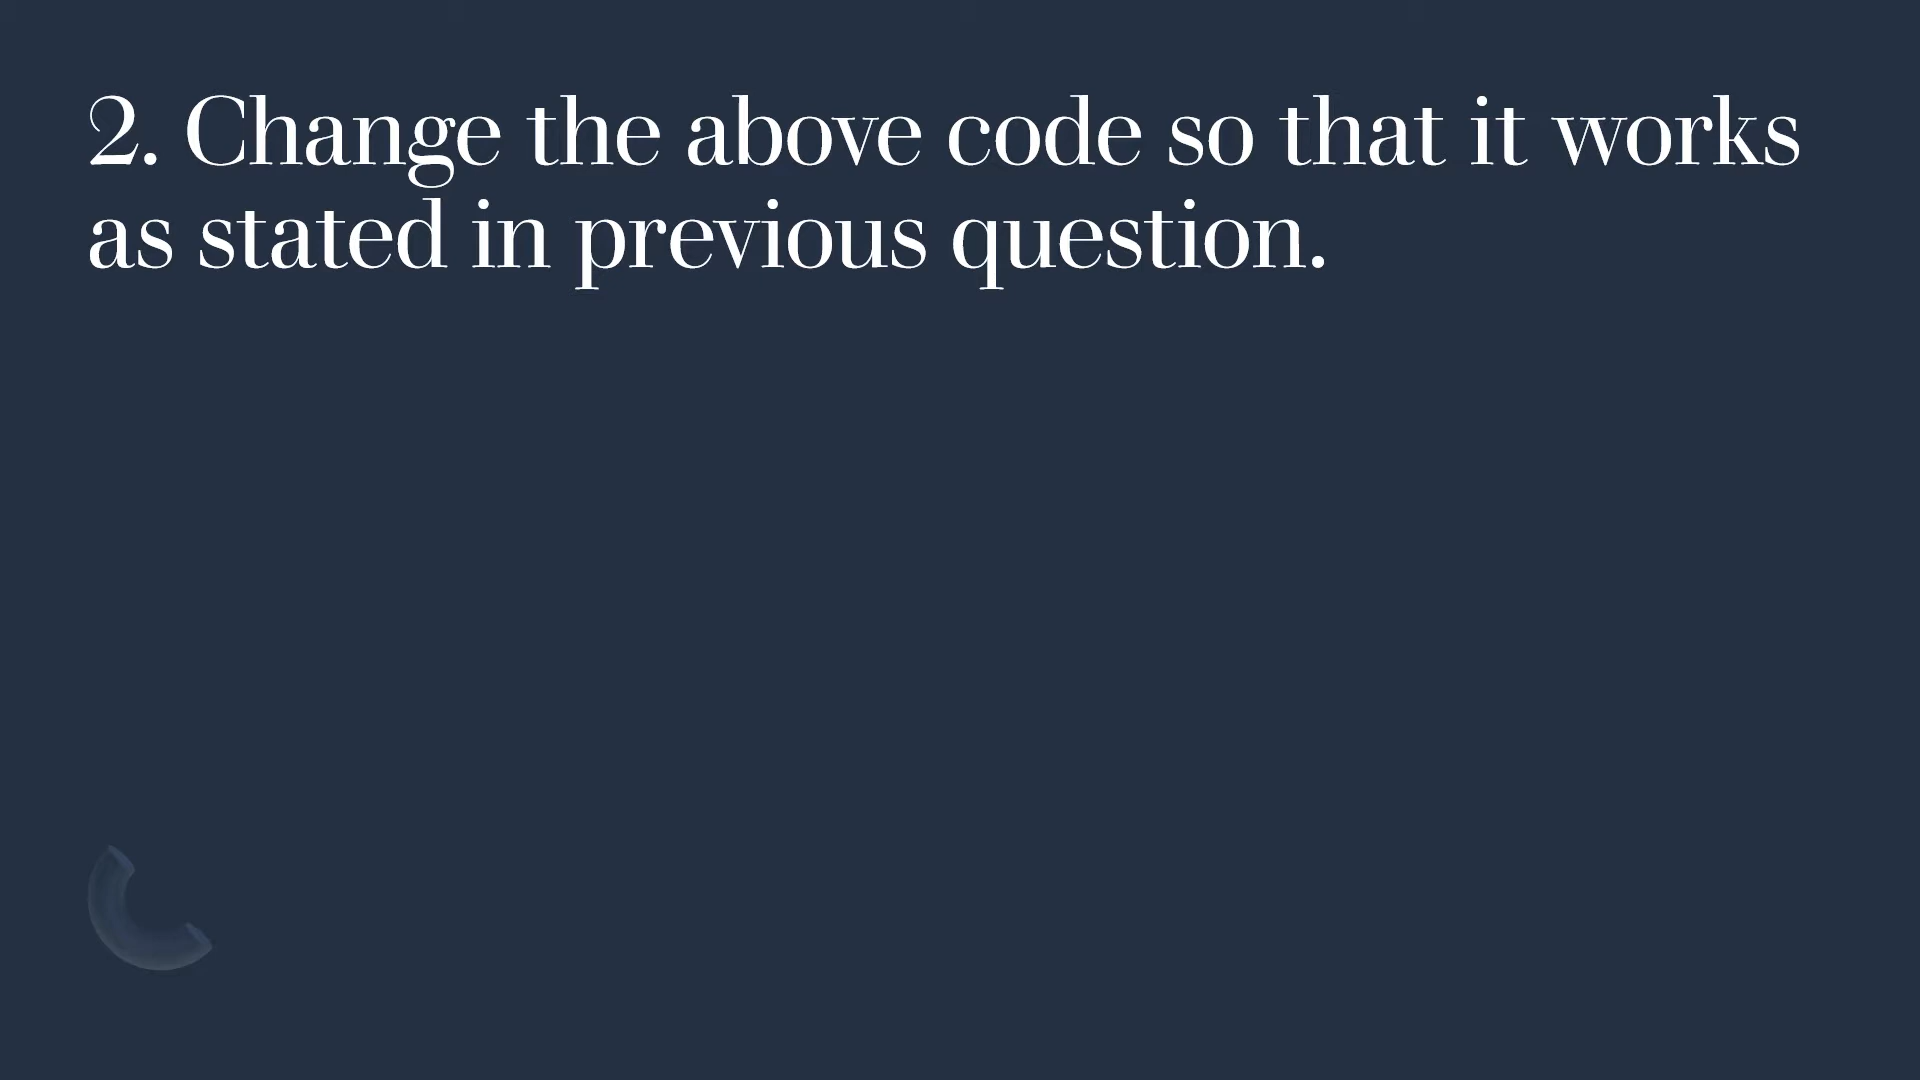 2. Change the above code so that it works
as stated in previous question.